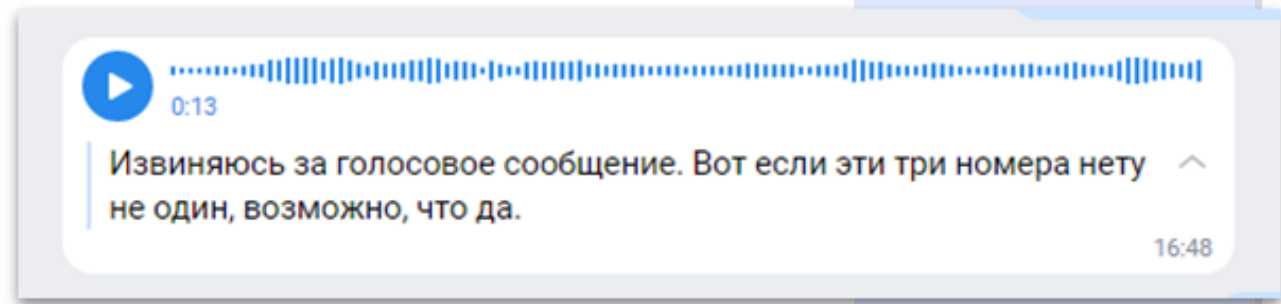 0:13
Извиняюсь за голосовое сообщение. Вот если эти три номера нету
не один, возможно, что да.
16:48